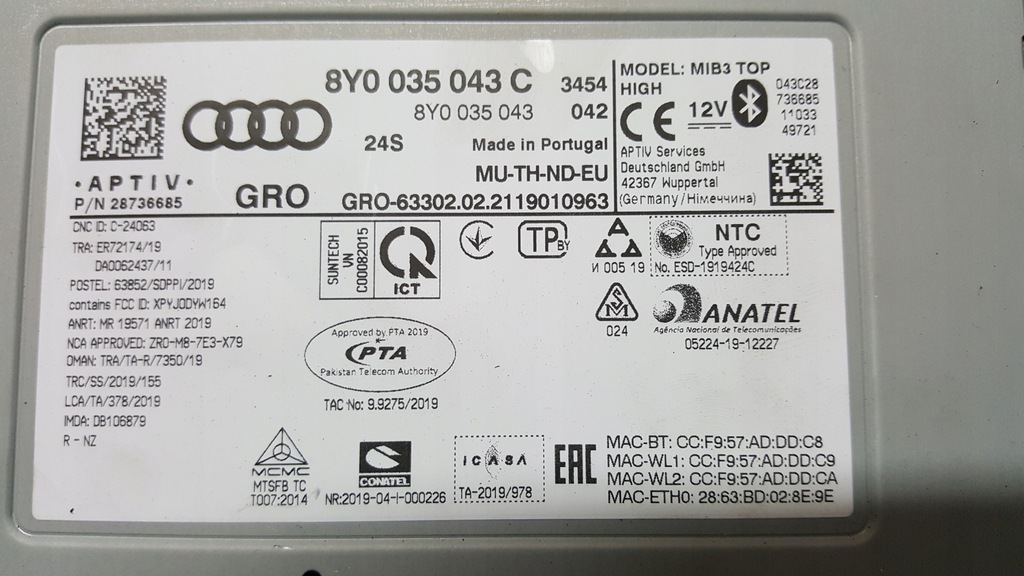 8Y0 035 043 C 3454
8Y0 035 043 042
24S Made in Portugal
MU-TH-ND-EU
GRO GRO-63302.02.2119010963
·APTIV·
P/N 28736685
MODEL: MIB3 TOP
HIGH
CE 12V
043C28
736685
11033
49721
APTIV Services
Deutschland GmbH
42367 Wuppertal
(Germany/Німеччина)
CNC ID: C-24063
TRA: ER72174/19
DA0062437/11
POSTEL: 63852/SDPPI/2019
contains FCC ID: XPYJODYW164
ANRT: MR 19571 ANRT 2019
NCA APPROVED: ZRO-M8-7E3-X79
OMAN: TRA/TA-R/7350/19
TRC/SS/2019/155
LCA/TA/378/2019
IMDA: DB106879
R - NZ
SUNTECH
VN
C00082015
ICT
TP BY
И 005 19
NTC
Type Approved
No. ESD-1919424C
024
ANATEL
Agência Nacional de Telecomunicações
05224-19-12227
Approved by PTA 2019
PTA
Pakistan Telecom Authority
TAC No: 9.9275/2019
MCMC
MTSFB TC
T007:2014
CONATEL
NR:2019-04-I-000226
ICASA
TA-2019/978
EAC
MAC-BT: CC:F9:57:AD:DD:C8
MAC-WL1: CC:F9:57:AD:DD:C9
MAC-WL2: CC:F9:57:AD:DD:CA
MAC-ETH0: 28:63:BD:02:8E:9E